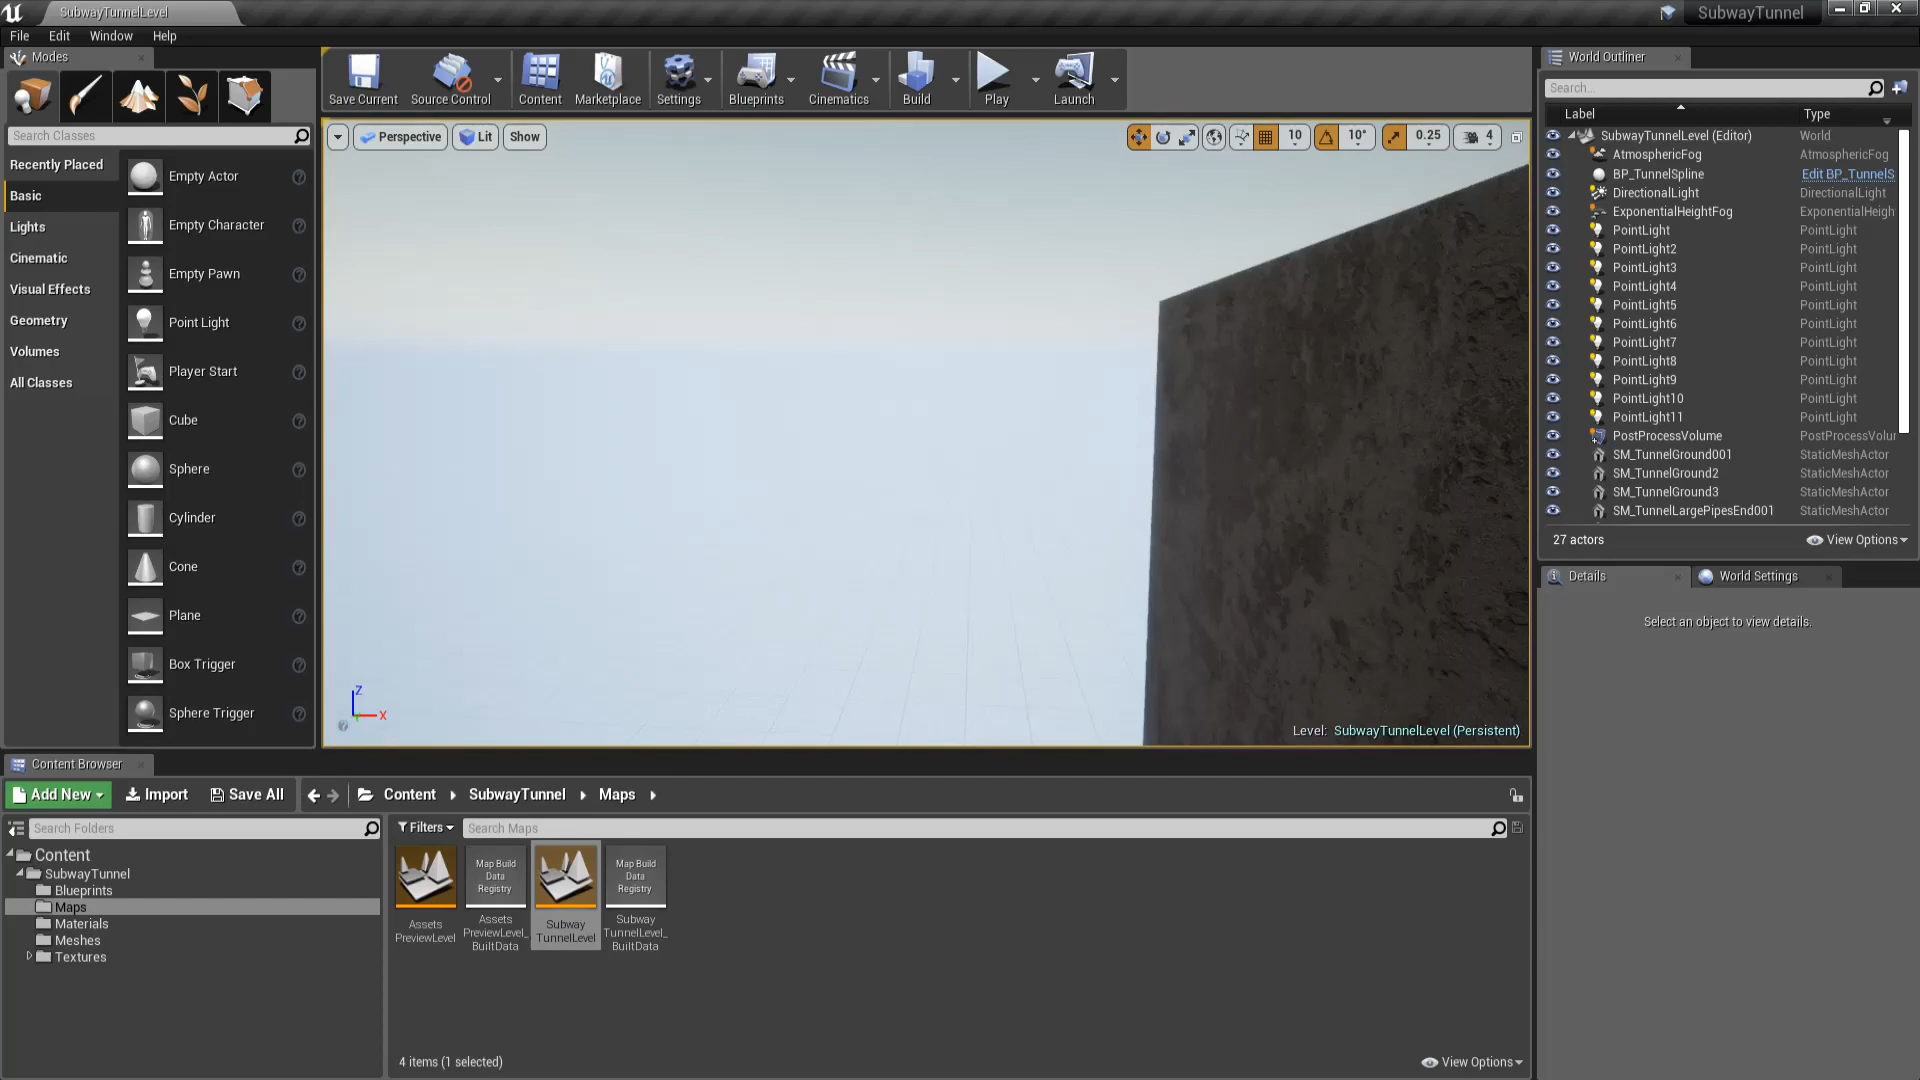 SubwayTunnelLevel
SubwayTunnel
File Edit Window Help
Modes
Search Classes
Recently Placed
Basic
Lights
Cinematic
Visual Effects
Geometry
Volumes
All Classes
Empty Actor
Empty Character
Empty Pawn
Point Light
Player Start
Cube
Sphere
Cylinder
Cone
Plane
Box Trigger
Sphere Trigger
Save Current Source Control Content Marketplace Settings Blueprints Cinematics Build Play Launch
Perspective Lit Show
10 10° 0.25 4
Z
X
Level: SubwayTunnelLevel (Persistent)
World Outliner
Search...
Label Type
SubwayTunnelLevel (Editor) World
AtmosphericFog AtmosphericFog
BP_TunnelSpline Edit BP_TunnelS
DirectionalLight DirectionalLight
ExponentialHeightFog ExponentialHeigh
PointLight PointLight
PointLight2 PointLight
PointLight3 PointLight
PointLight4 PointLight
PointLight5 PointLight
PointLight6 PointLight
PointLight7 PointLight
PointLight8 PointLight
PointLight9 PointLight
PointLight10 PointLight
PointLight11 PointLight
PostProcessVolume PostProcessVolu
SM_TunnelGround001 StaticMeshActor
SM_TunnelGround2 StaticMeshActor
SM_TunnelGround3 StaticMeshActor
SM_TunnelLargePipesEnd001 StaticMeshActor
27 actors View Options
Details World Settings
Select an object to view details.
Content Browser
Add New Import Save All Content SubwayTunnel Maps
Search Folders
Content
SubwayTunnel
Blueprints
Maps
Materials
Meshes
Textures
Filters Search Maps
Assets
PreviewLevel
Map Build
Data
Registry
Assets
PreviewLevel_
BuiltData
Subway
TunnelLevel
Map Build
Data
Registry
Subway
TunnelLevel_
BuiltData
4 items (1 selected) View Options